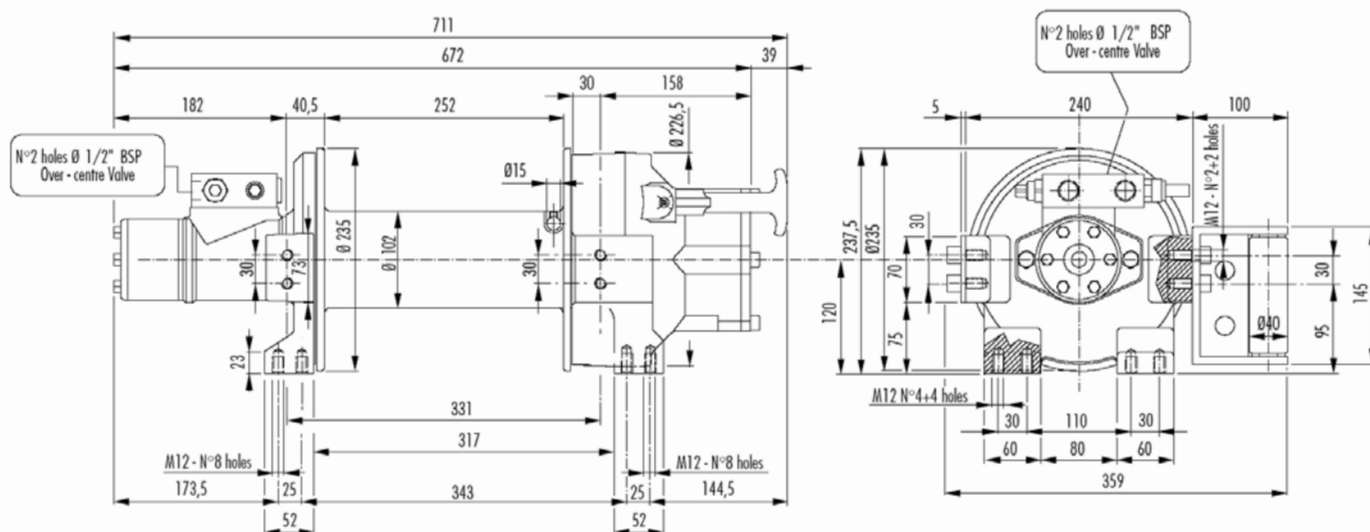 711
672
39
30
158
182
40,5
252
N°2 holes Ø 1/2" BSP
Over - centre Valve
Ø 226,5
Ø15
Ø 235
Ø 102
30
73
30
23
331
317
M12 - N°8 holes
M12 - N°8 holes
173,5
25
343
25
144,5
52
52
N°2 holes Ø 1/2" BSP
Over - centre Valve
5
240
100
M12 - N°2+2 holes
237,5
Ø235
30
70
120
75
30
145
Ø40
95
M12 N°4+4 holes
30
110
30
60
80
60
359